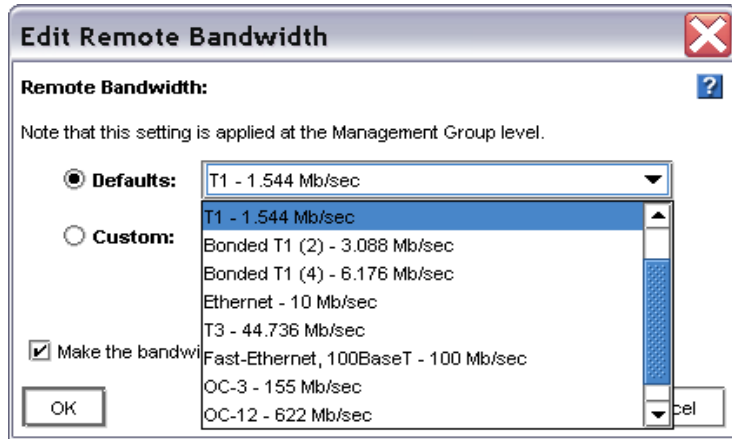 Edit Remote Bandwidth
Remote Bandwidth:
?
Note that this setting is applied at the Management Group level.
Defaults: T1 - 1.544 Mb/sec
T1 - 1.544 Mb/sec
Custom:
Bonded T1 (2) - 3.088 Mb/sec
Bonded T1 (4) - 6.176 Mb/sec
Ethernet - 10 Mb/sec
T3 - 44.736 Mb/sec
Make the bandwi
Fast-Ethernet, 100BaseT - 100 Mb/sec
OC-3 - 155 Mb/sec
OC-12 - 622 Mb/sec
OK
cel